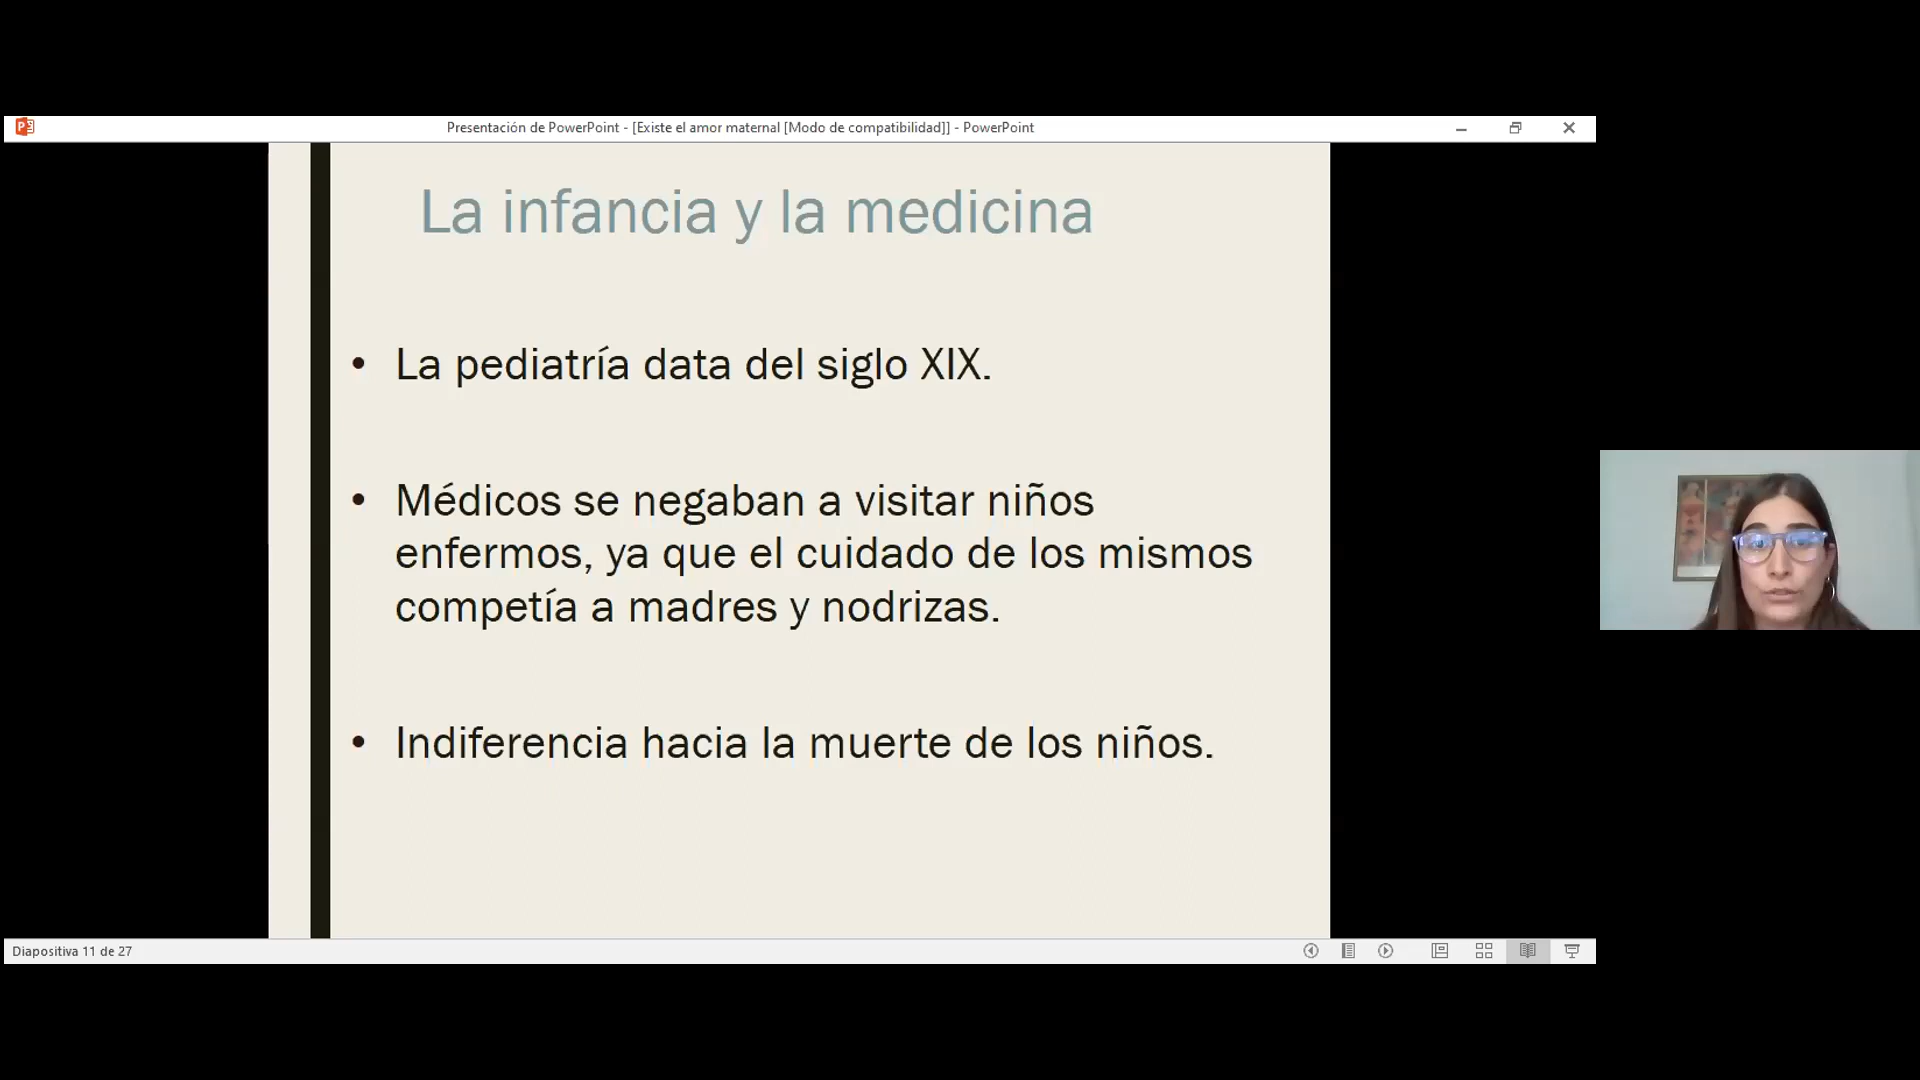 Presentación de PowerPoint - [Existe el amor maternal [Modo de compatibilidad]] - PowerPoint
La infancia y la medicina
• La pediatría data del siglo XIX.
• Médicos se negaban a visitar niños
enfermos, ya que el cuidado de los mismos
competía a madres y nodrizas.
• Indiferencia hacia la muerte de los niños.
Diapositiva 11 de 27